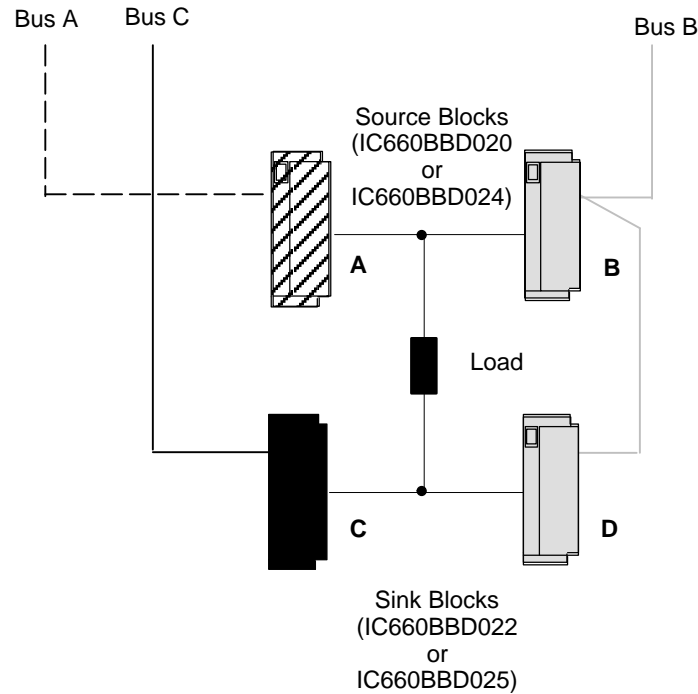 Bus A
Bus C
Bus B
Source Blocks
(IC660BBD020
or
IC660BBD024)
A
B
Load
C
D
Sink Blocks
(IC660BBD022
or
IC660BBD025)